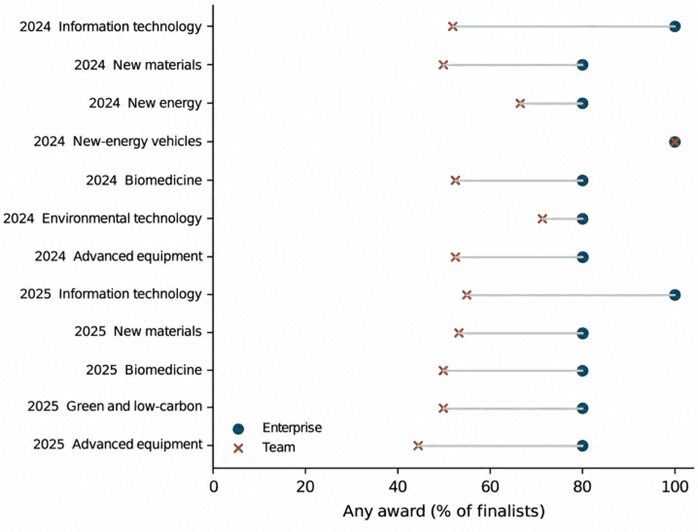 2024 Information technology
2024 New materials
2024 New energy
2024 New-energy vehicles
2024 Biomedicine
2024 Environmental technology
2024 Advanced equipment
2025 Information technology
2025 New materials
2025 Biomedicine
2025 Green and low-carbon
2025 Advanced equipment
Enterprise
Team
0 20 40 60 80 100
Any award (% of finalists)